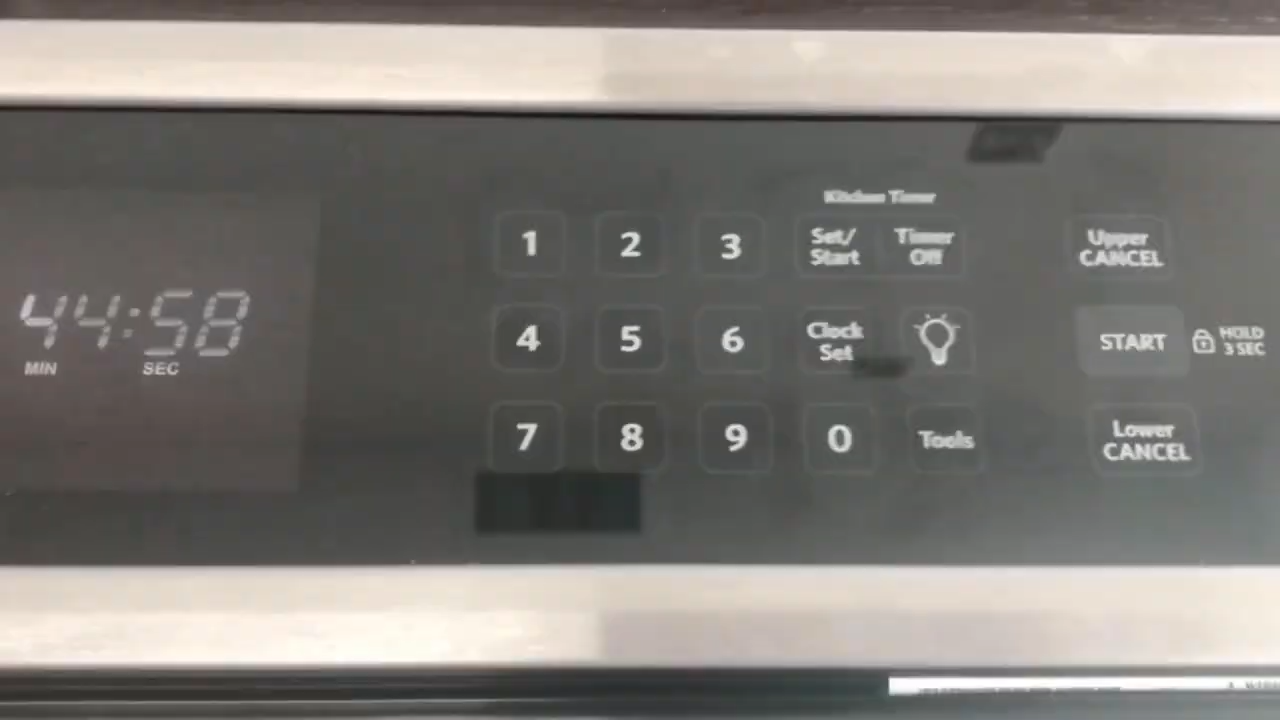 Kitchen Timer
1 2 3 Set/ Start Timer Off Upper CANCEL
44:58
MIN SEC
4 5 6 Clock Set START HOLD 3 SEC
7 8 9 0 Tools Lower CANCEL